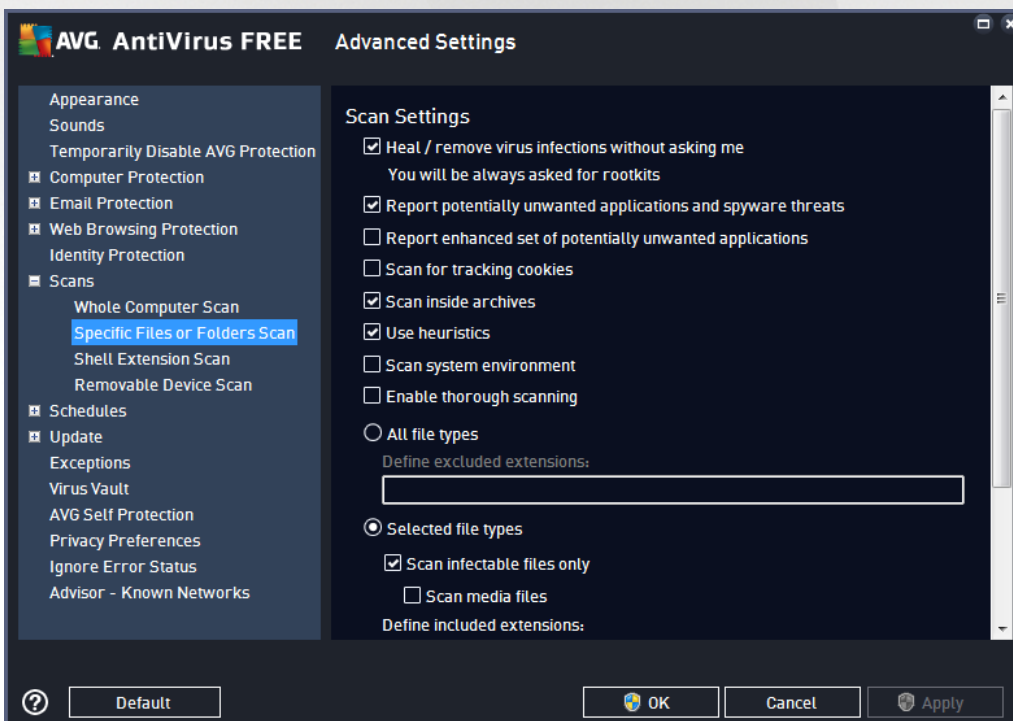 AVG AntiVirus FREE Advanced Settings
Appearance
Sounds
Temporarily Disable AVG Protection
Computer Protection
Email Protection
Web Browsing Protection
Identity Protection
Scans
Whole Computer Scan
Specific Files or Folders Scan
Shell Extension Scan
Removable Device Scan
Schedules
Update
Exceptions
Virus Vault
AVG Self Protection
Privacy Preferences
Ignore Error Status
Advisor - Known Networks
Scan Settings
Heal / remove virus infections without asking me
You will be always asked for rootkits
Report potentially unwanted applications and spyware threats
Report enhanced set of potentially unwanted applications
Scan for tracking cookies
Scan inside archives
Use heuristics
Scan system environment
Enable thorough scanning
All file types
Define excluded extensions:
Selected file types
Scan infectable files only
Scan media files
Define included extensions:
? Default OK Cancel Apply